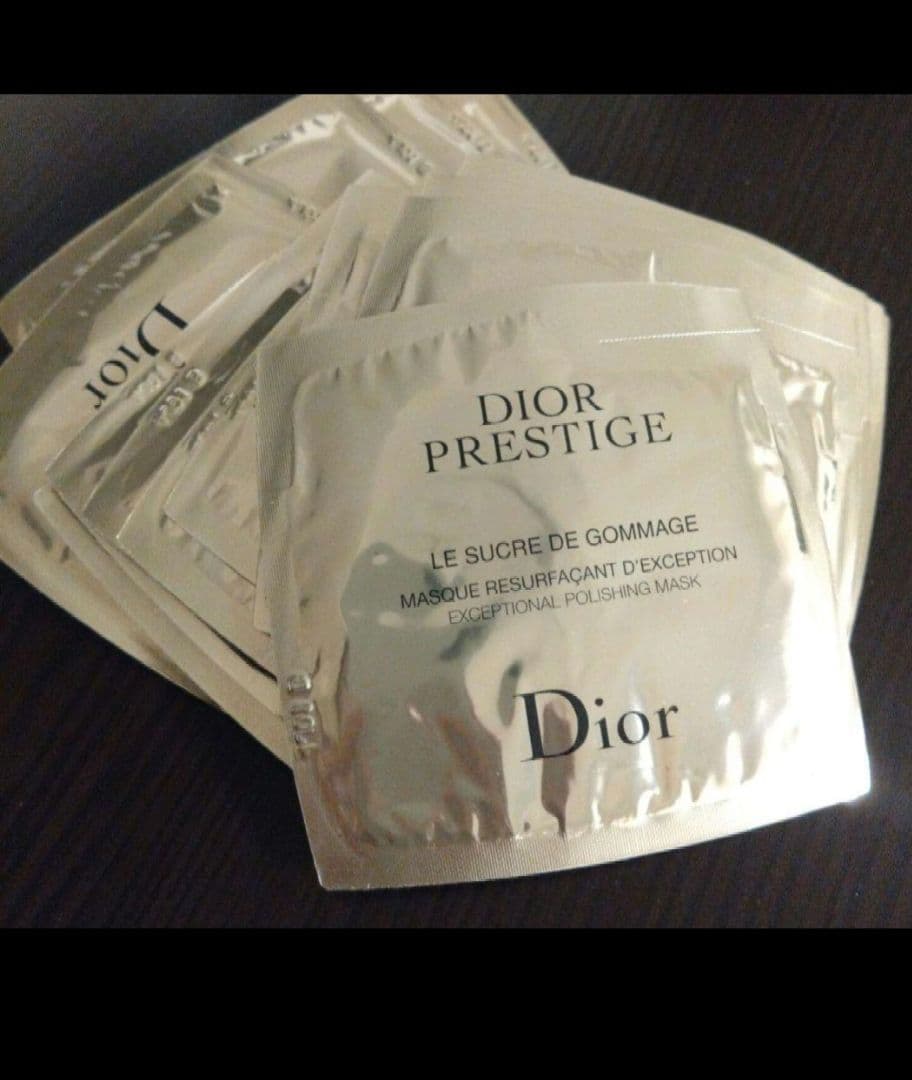 DIOR
PRESTIGE
LE SUCRE DE GOMMAGE
MASQUE RESURFAÇANT D'EXCEPTION
EXCEPTIONAL POLISHING MASK
Dior
Dior